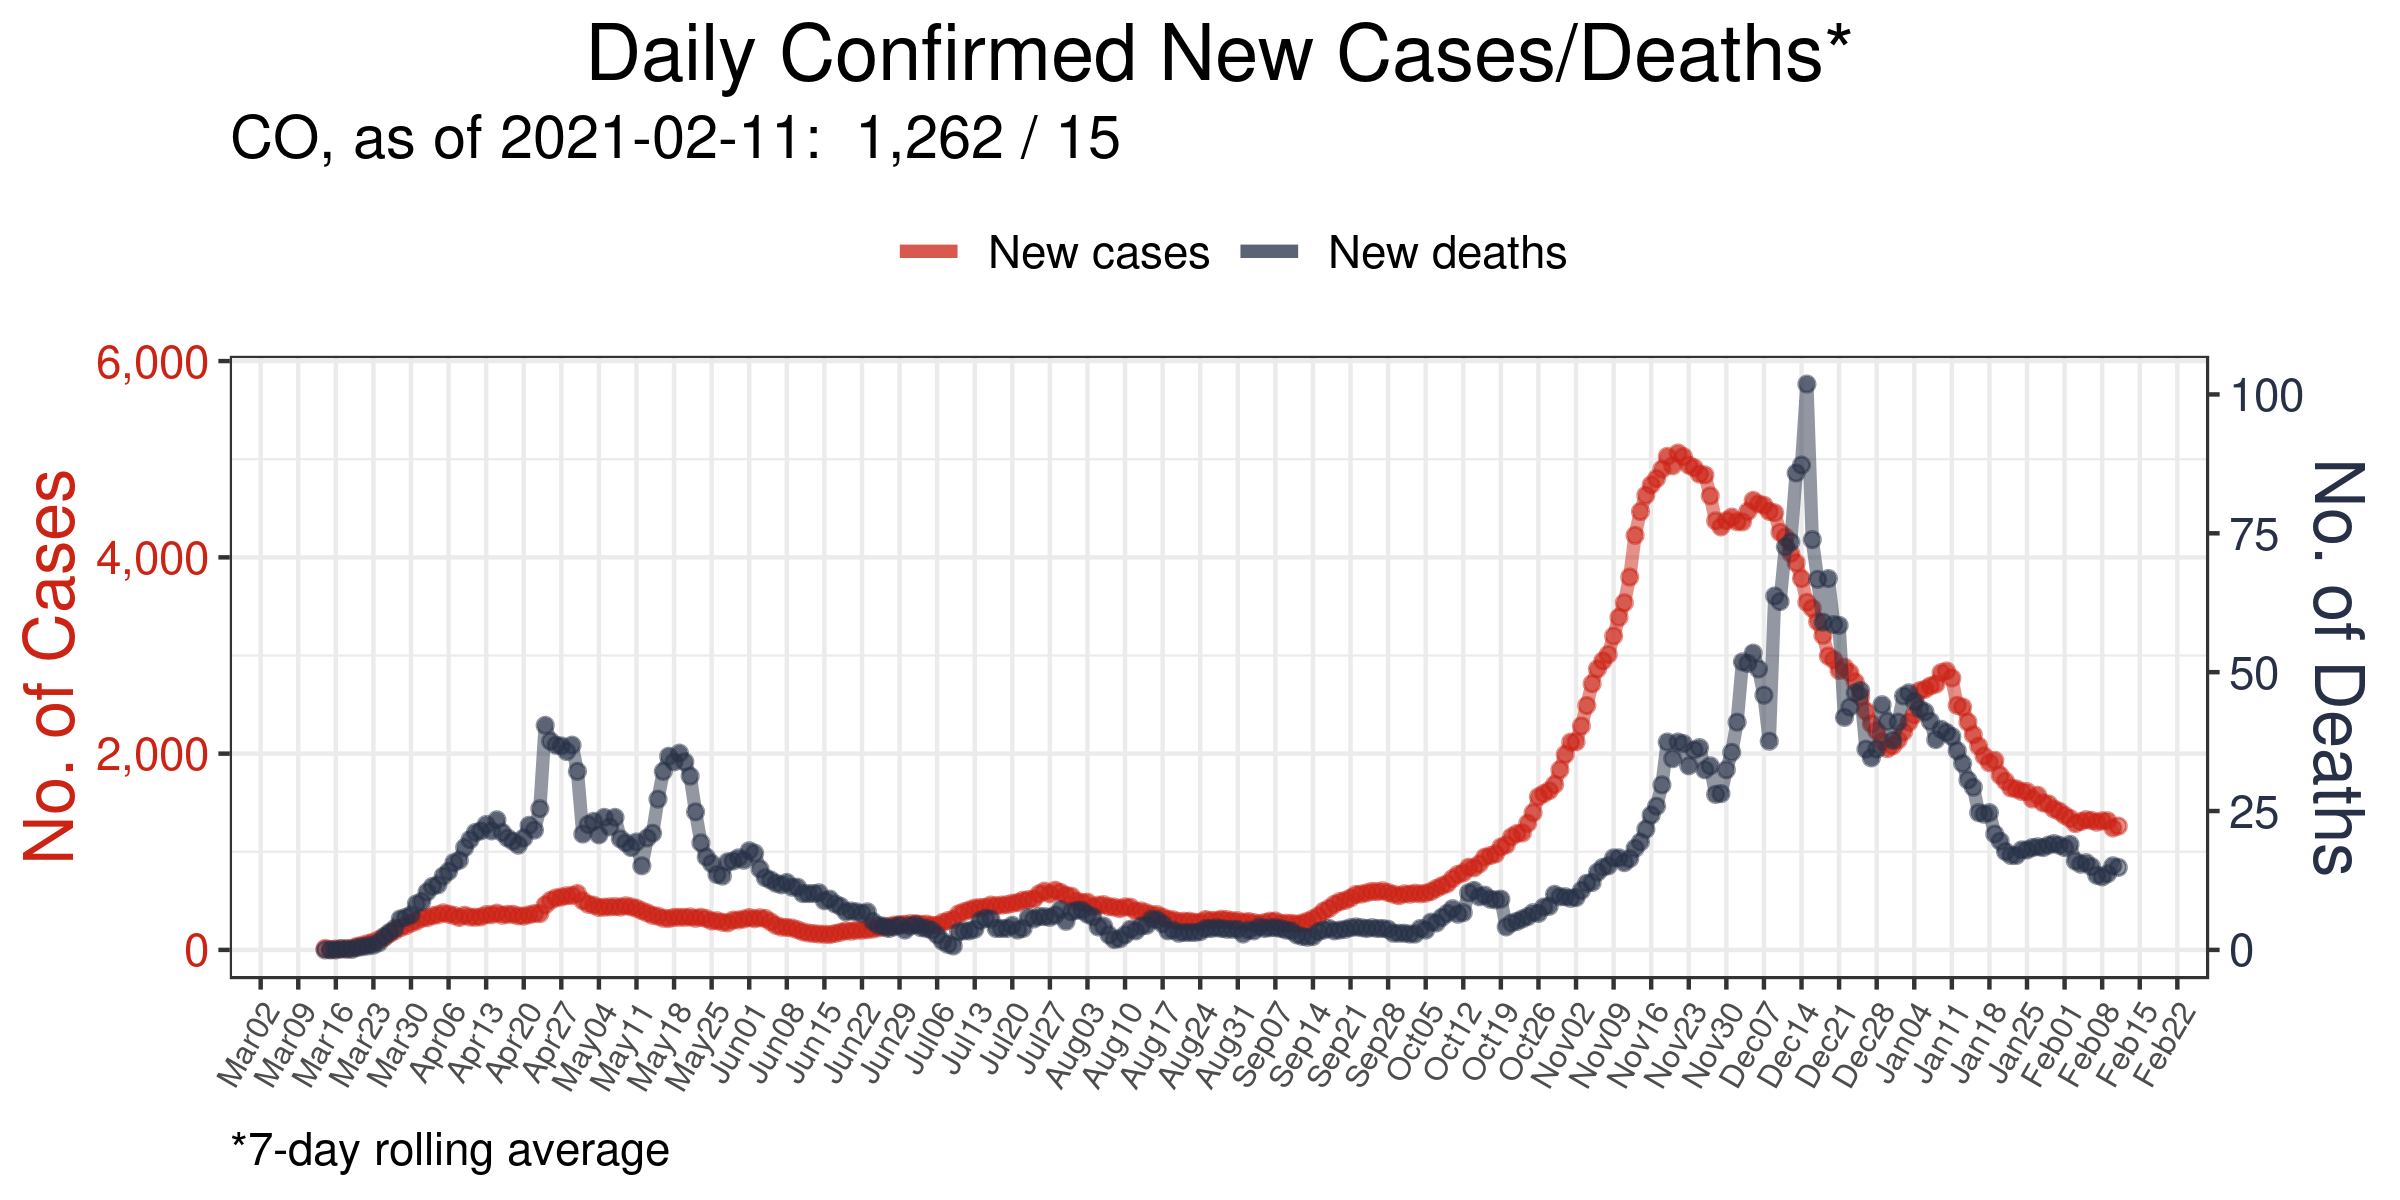 Daily Confirmed New Cases/Deaths*
CO, as of 2021-02-11:  1,262 / 15
New cases New deaths
No. of Cases
6,000
4,000
2,000
0
100
75
50
25
0
No. of Deaths
Mar02 Mar09 Mar16 Mar23 Mar30 Apr06 Apr13 Apr20 Apr27 May04 May11 May18 May25 Jun01 Jun08 Jun15 Jun22 Jun29 Jul06 Jul13 Jul20 Jul27 Aug03 Aug10 Aug17 Aug24 Aug31 Sep07 Sep14 Sep21 Sep28 Oct05 Oct12 Oct19 Oct26 Nov02 Nov09 Nov16 Nov23 Nov30 Dec07 Dec14 Dec21 Dec28 Jan04 Jan11 Jan18 Jan25 Feb01 Feb08 Feb15 Feb22
*7-day rolling average